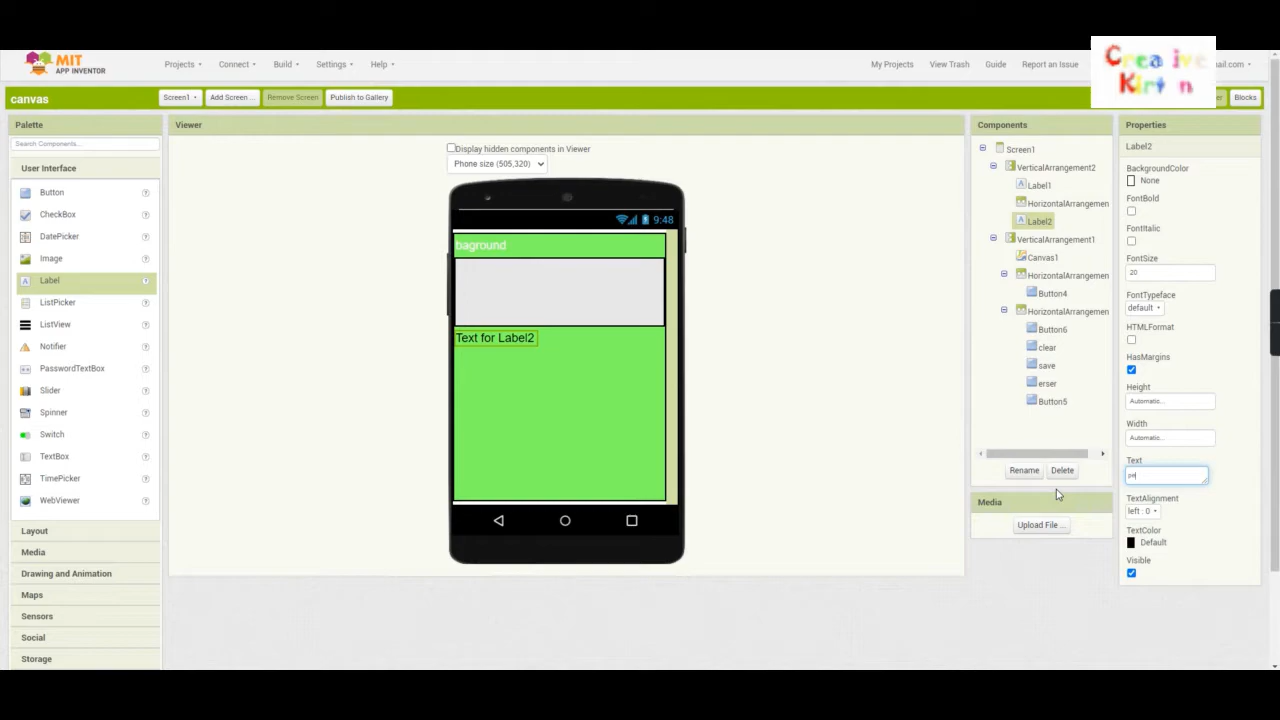 MIT
APP INVENTOR
Projects
Connect
Build
Settings
Help
My Projects
View Trash
Guide
Report an Issue
mail.com
Creative
canvas
Screen1
Add Screen ...
Remove Screen
Publish to Gallery
Blocks
Palette
Search Components...
User Interface
Button
CheckBox
DatePicker
Image
Label
ListPicker
ListView
Notifier
PasswordTextBox
Slider
Spinner
Switch
TextBox
TimePicker
WebViewer
Layout
Media
Drawing and Animation
Maps
Sensors
Social
Storage
Viewer
Display hidden components in Viewer
Phone size (505,320)
9:48
baground
Text for Label2
Components
Screen1
VerticalArrangement2
Label1
HorizontalArrangemen
Label2
VerticalArrangement1
Canvas1
HorizontalArrangemen
Button4
HorizontalArrangemen
Button6
clear
save
erser
Button5
Rename
Delete
Media
Upload File ...
Properties
Label2
BackgroundColor
None
FontBold
FontItalic
FontSize
20
FontTypeface
default
HTMLFormat
HasMargins
Height
Automatic...
Width
Automatic...
Text
pe
TextAlignment
left : 0
TextColor
Default
Visible